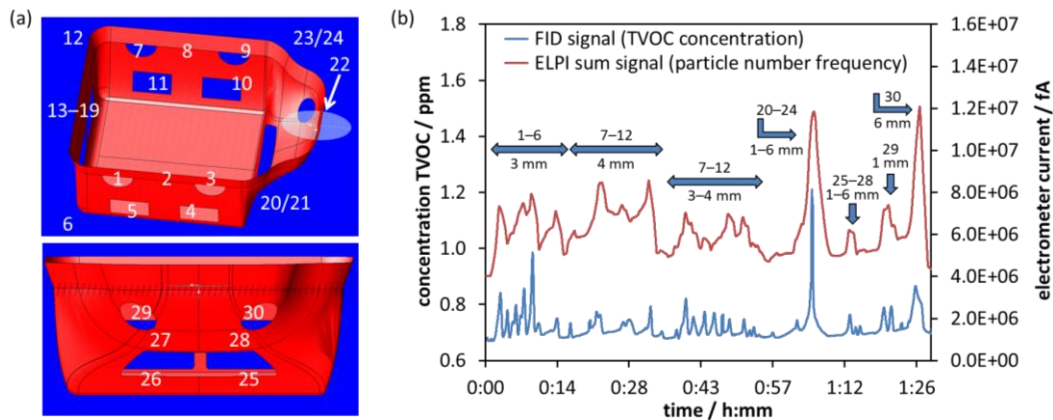 (a)
12
7
8
9
23/24
22
11
10
13–19
1
2
3
5
4
20/21
6
29
30
27
28
26
25
(b)
1.8
1.6
1.4
1.2
1.0
0.8
0.6
concentration TVOC / ppm
FID signal (TVOC concentration)
ELPI sum signal (particle number frequency)
1–6
3 mm
7–12
4 mm
7–12
3–4 mm
20–24
1–6 mm
25–28
1–6 mm
29
1 mm
30
6 mm
1.6E+07
1.4E+07
1.2E+07
1.0E+07
8.0E+06
6.0E+06
4.0E+06
2.0E+06
0.0E+00
electrometer current / fA
0:00 0:14 0:28 0:43 0:57 1:12 1:26
time / h:mm